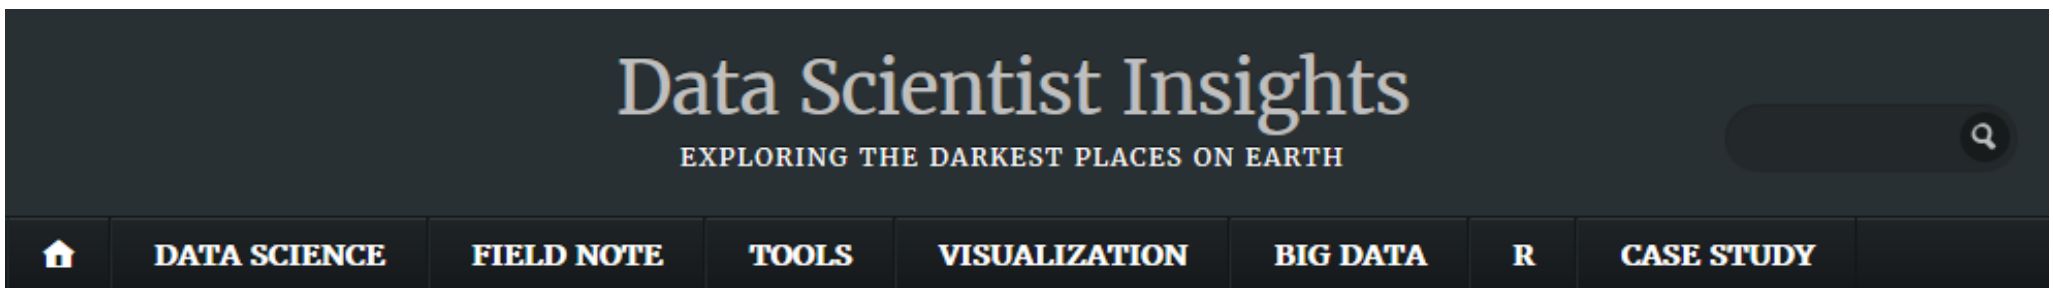 Data Scientist Insights
EXPLORING THE DARKEST PLACES ON EARTH
DATA SCIENCE FIELD NOTE TOOLS VISUALIZATION BIG DATA R CASE STUDY